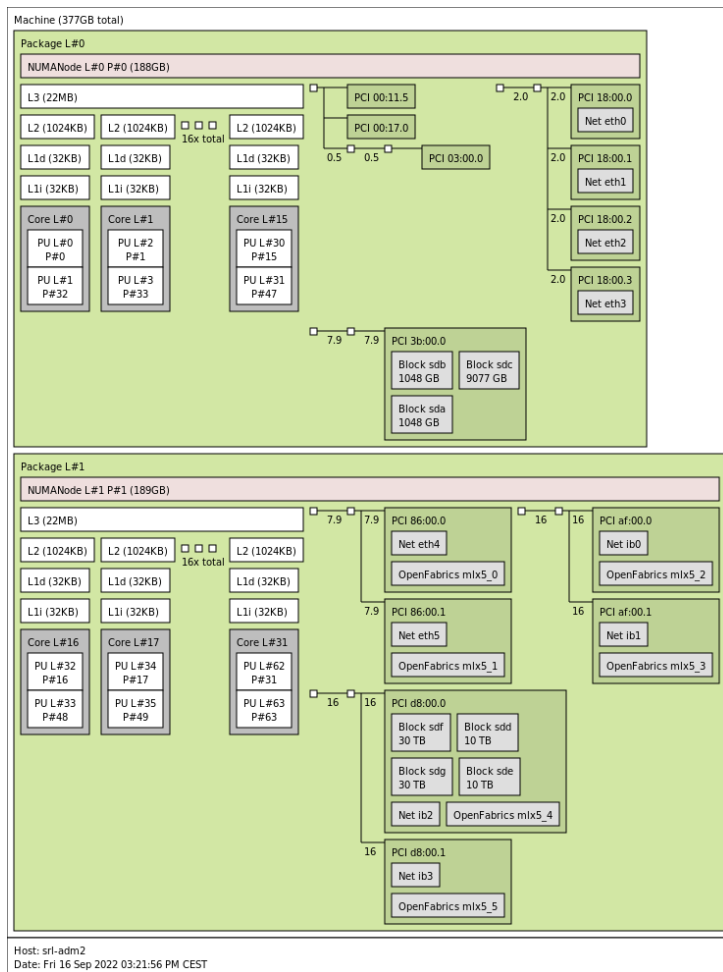 Machine (377GB total)
Package L#0
NUMANode L#0 P#0 (188GB)
L3 (22MB)
L2 (1024KB) L2 (1024KB) 16x total L2 (1024KB)
L1d (32KB) L1d (32KB) L1d (32KB)
L1i (32KB) L1i (32KB) L1i (32KB)
Core L#0
PU L#0
P#0
PU L#1
P#32
Core L#1
PU L#2
P#1
PU L#3
P#33
Core L#15
PU L#30
P#15
PU L#31
P#47
PCI 00:11.5
PCI 00:17.0
0.5 0.5 PCI 03:00.0
2.0 2.0 PCI 18:00.0
Net eth0
2.0 PCI 18:00.1
Net eth1
2.0 PCI 18:00.2
Net eth2
2.0 PCI 18:00.3
Net eth3
7.9 7.9 PCI 3b:00.0
Block sdb
1048 GB
Block sdc
9077 GB
Block sda
1048 GB
Package L#1
NUMANode L#1 P#1 (189GB)
L3 (22MB)
L2 (1024KB) L2 (1024KB) 16x total L2 (1024KB)
L1d (32KB) L1d (32KB) L1d (32KB)
L1i (32KB) L1i (32KB) L1i (32KB)
Core L#16
PU L#32
P#16
PU L#33
P#48
Core L#17
PU L#34
P#17
PU L#35
P#49
Core L#31
PU L#62
P#31
PU L#63
P#63
7.9 7.9 PCI 86:00.0
Net eth4
OpenFabrics mlx5_0
7.9 PCI 86:00.1
Net eth5
OpenFabrics mlx5_1
16 16 PCI af:00.0
Net ib0
OpenFabrics mlx5_2
16 PCI af:00.1
Net ib1
OpenFabrics mlx5_3
16 16 PCI d8:00.0
Block sdf
30 TB
Block sdd
10 TB
Block sdg
30 TB
Block sde
10 TB
Net ib2 OpenFabrics mlx5_4
16 PCI d8:00.1
Net ib3
OpenFabrics mlx5_5
Host: srl-adm2
Date: Fri 16 Sep 2022 03:21:56 PM CEST